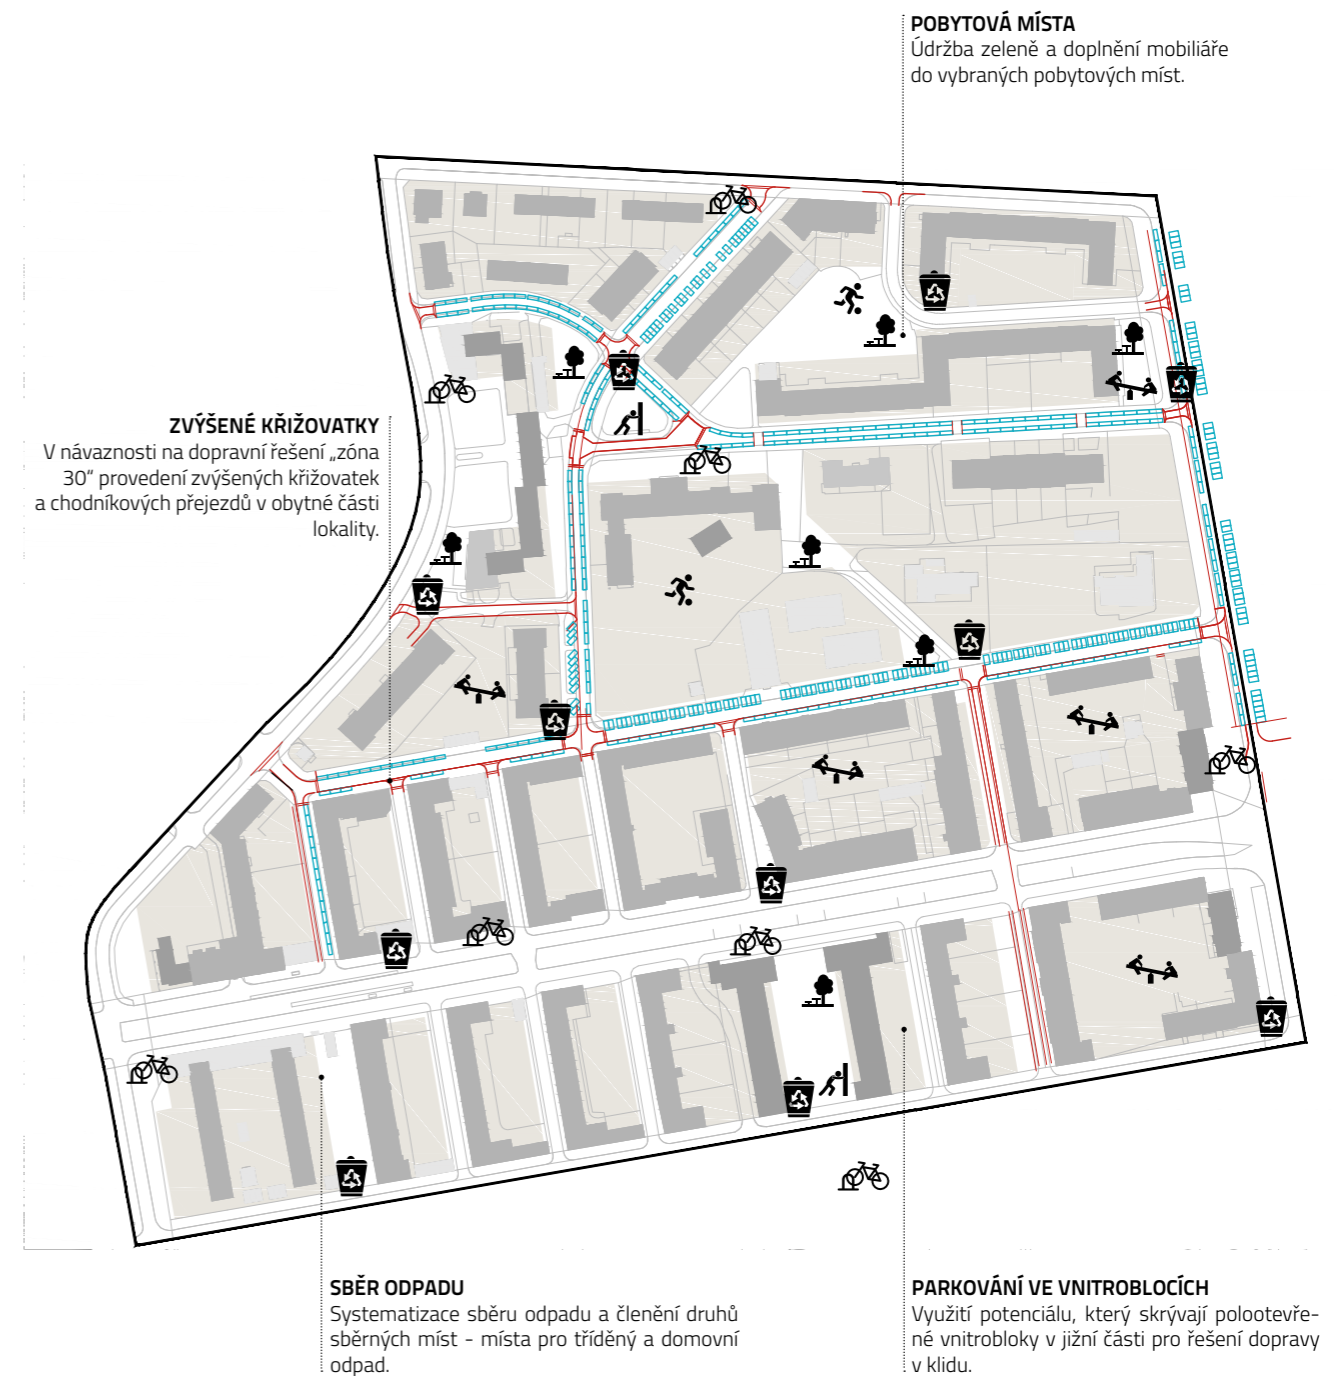 POBYTOVÁ MÍSTA
Údržba zeleně a doplnění mobiliáře
do vybraných pobytových míst.
ZVÝŠENÉ KŘIŽOVATKY
V návaznosti na dopravní řešení „zóna
30“ provedení zvýšených křižovatek
a chodníkových přejezdů v obytné části
lokality.
SBĚR ODPADU
Systematizace sběru odpadu a členění druhů
sběrných míst - místa pro tříděný a domovní
odpad.
PARKOVÁNÍ VE VNITROBLOCÍCH
Využití potenciálu, který skrývají polootevře-
né vnitrobloky v jižní části pro řešení dopravy
v klidu.